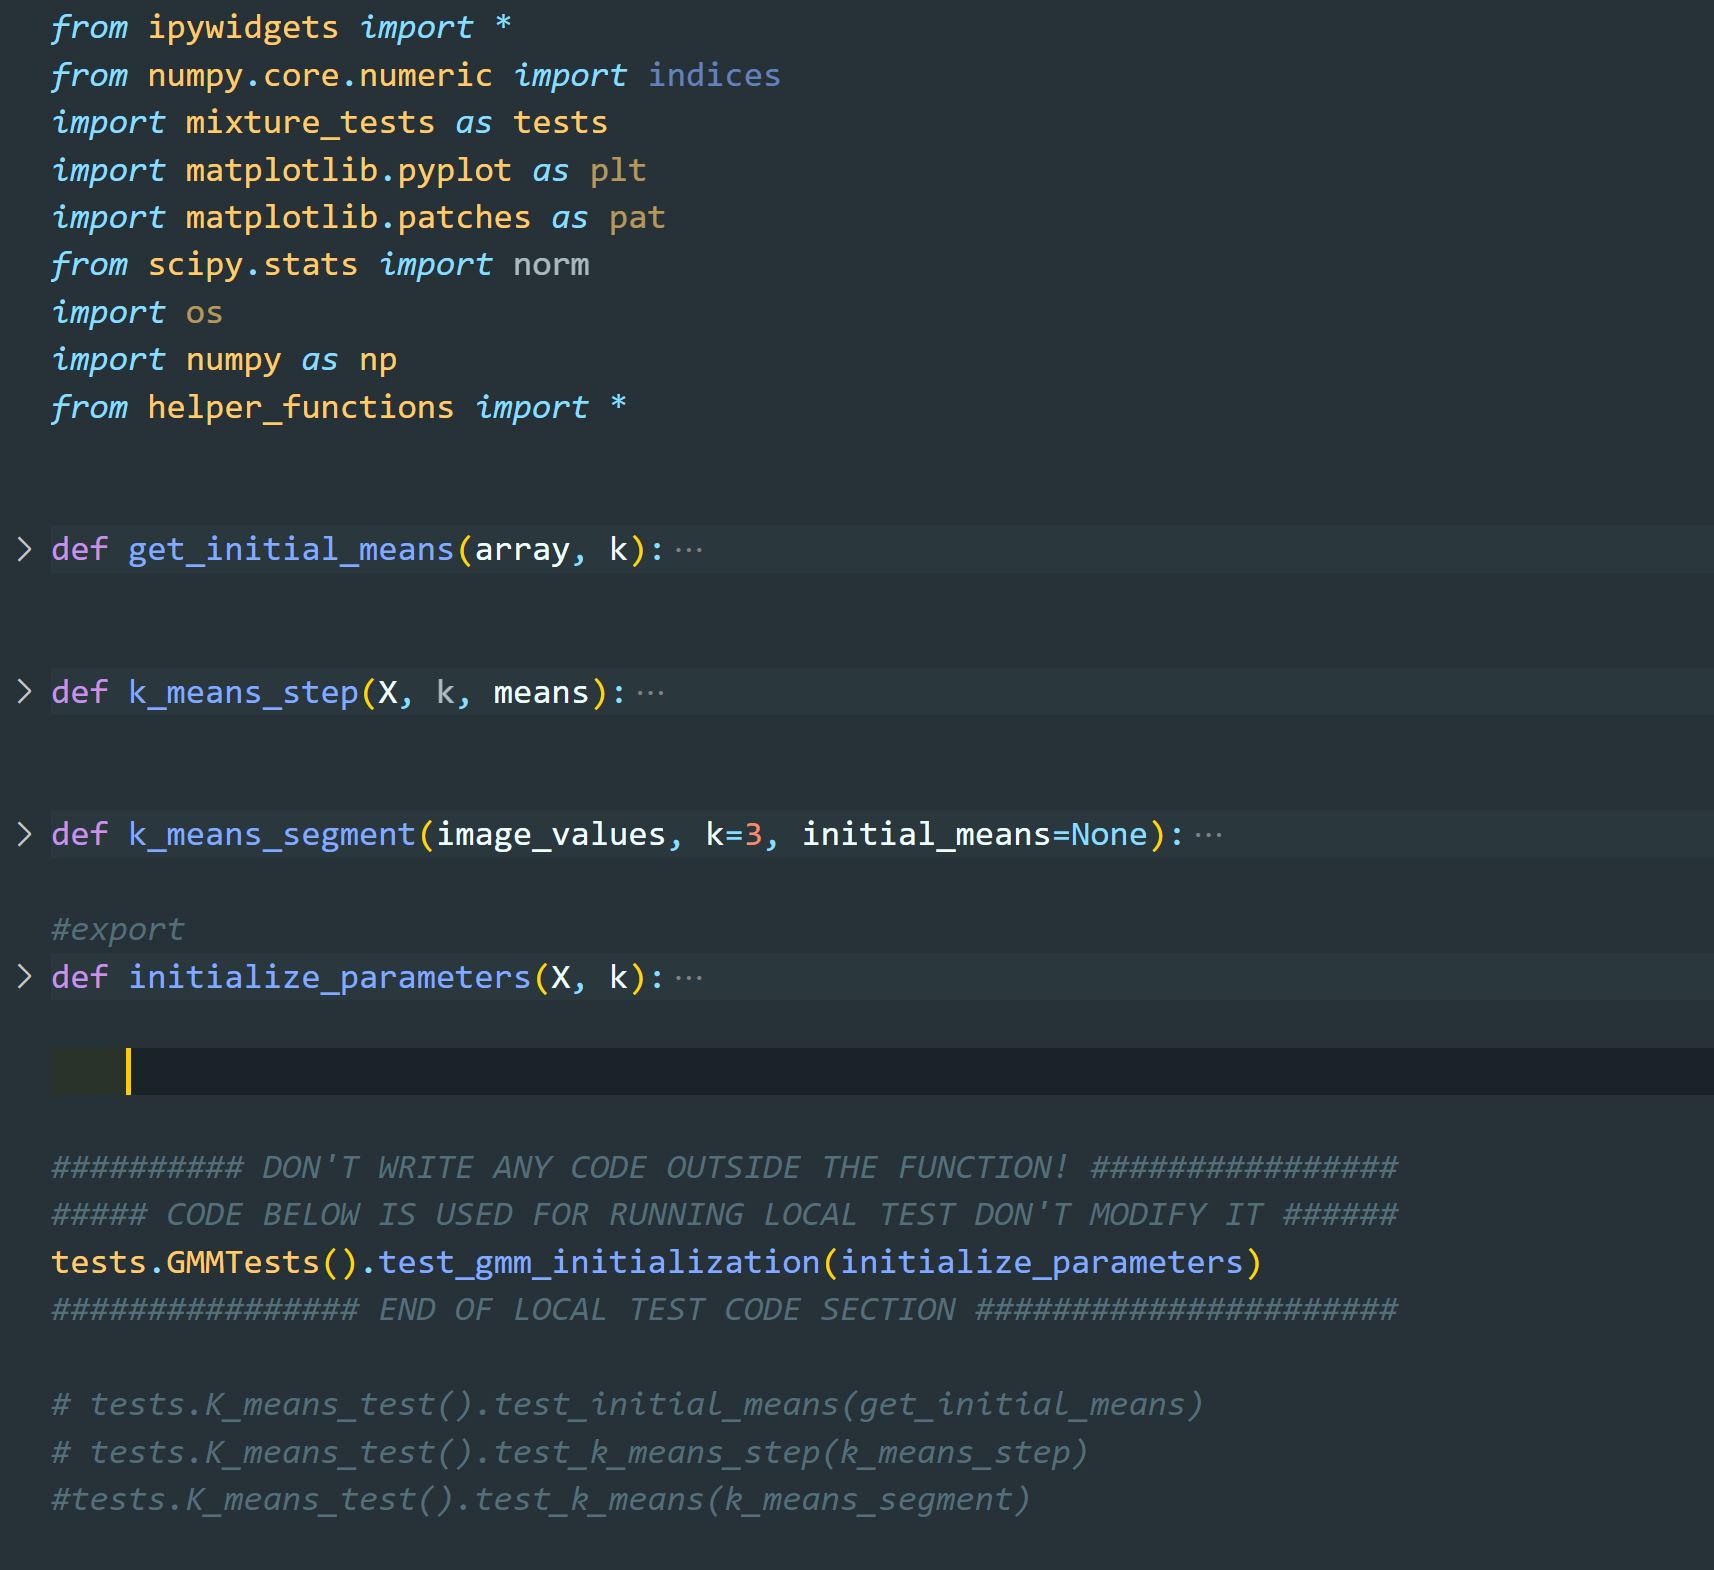 from ipywidgets import *
from numpy.core.numeric import indices
import mixture_tests as tests
import matplotlib.pyplot as plt
import matplotlib.patches as pat
from scipy.stats import norm
import os
import numpy as np
from helper_functions import *
def get_initial_means(array, k): ···
def k_means_step(X, k, means): ···
def k_means_segment(image_values, k=3, initial_means=None): ···
#export
def initialize_parameters(X, k): ···
########## DON'T WRITE ANY CODE OUTSIDE THE FUNCTION! ################
##### CODE BELOW IS USED FOR RUNNING LOCAL TEST DON'T MODIFY IT ######
tests.GMMTests().test_gmm_initialization(initialize_parameters)
################ END OF LOCAL TEST CODE SECTION ######################
# tests.K_means_test().test_initial_means(get_initial_means)
# tests.K_means_test().test_k_means_step(k_means_step)
#tests.K_means_test().test_k_means(k_means_segment)